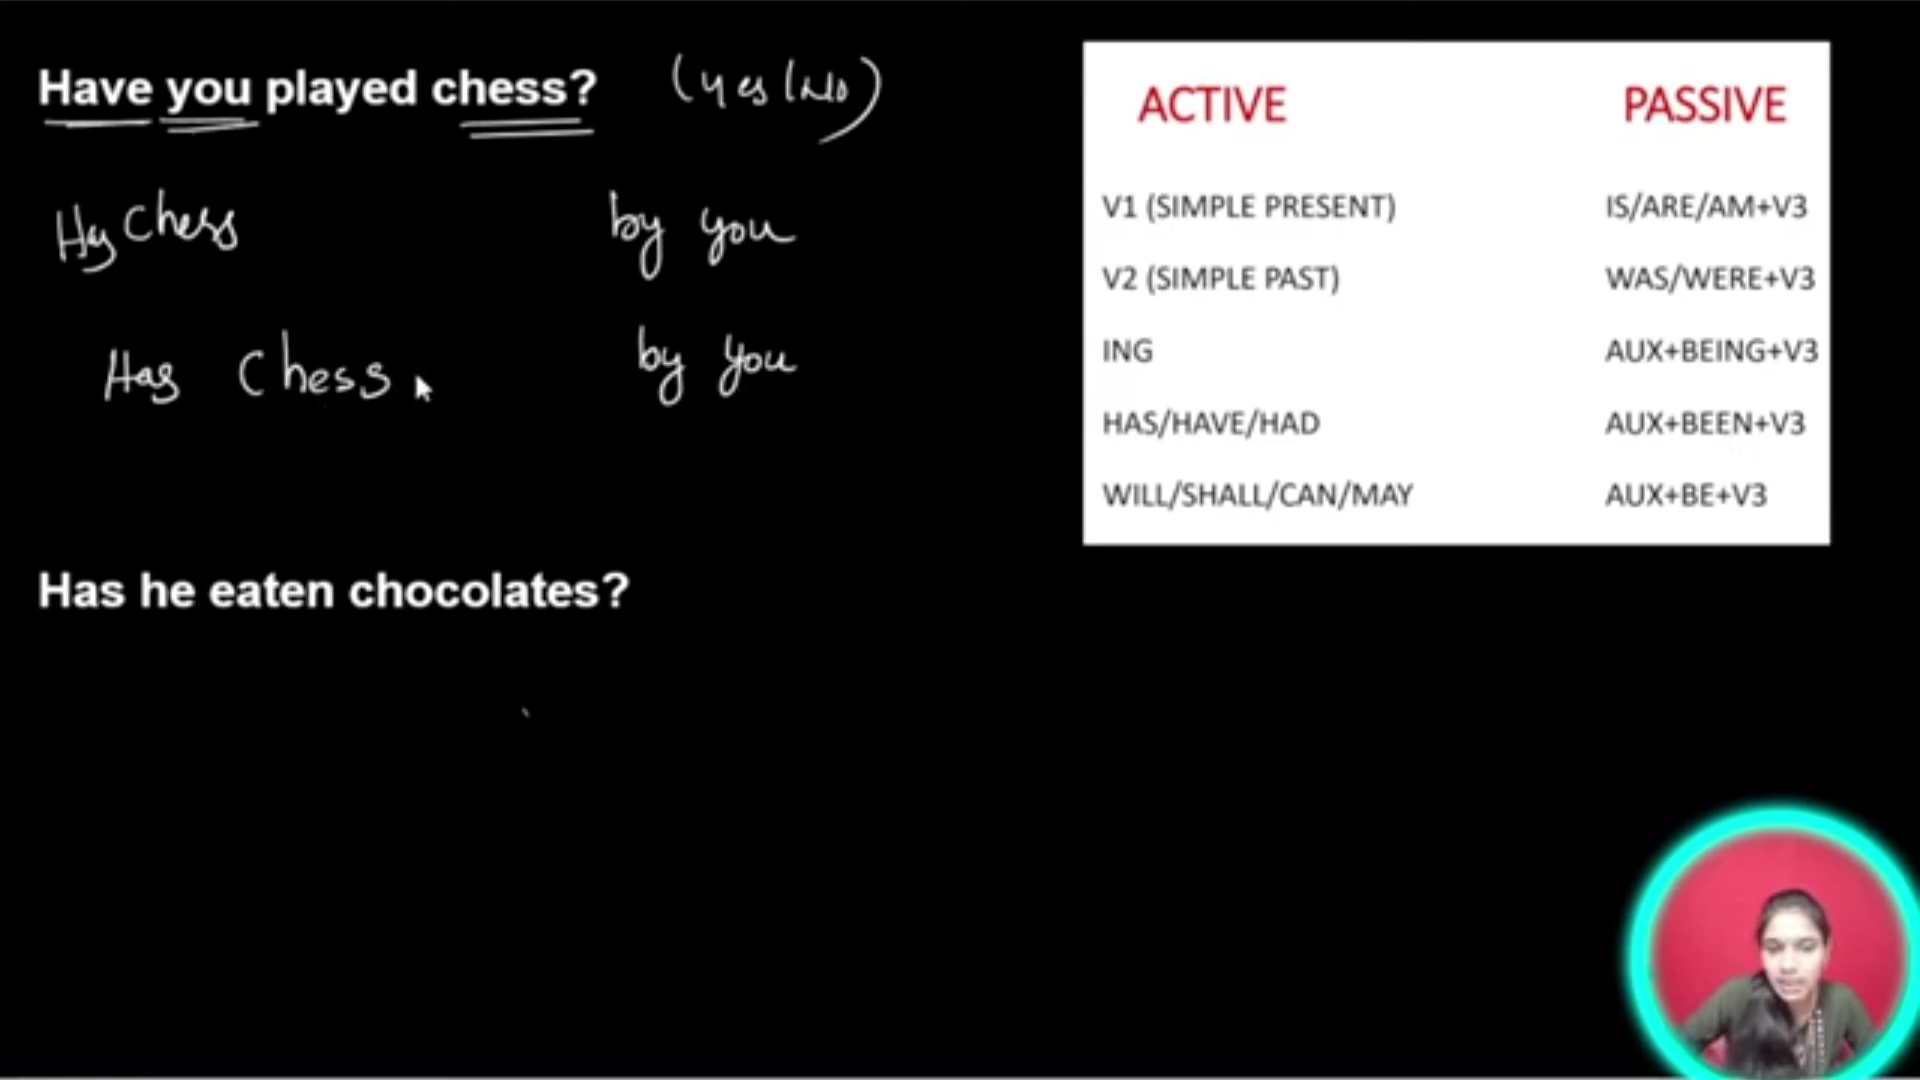 Have you played chess? (Yes/No)
Has Chess by you
Has Chess by you
Has he eaten chocolates?
ACTIVE PASSIVE
V1 (SIMPLE PRESENT) IS/ARE/AM+V3
V2 (SIMPLE PAST) WAS/WERE+V3
ING AUX+BEING+V3
HAS/HAVE/HAD AUX+BEEN+V3
WILL/SHALL/CAN/MAY AUX+BE+V3